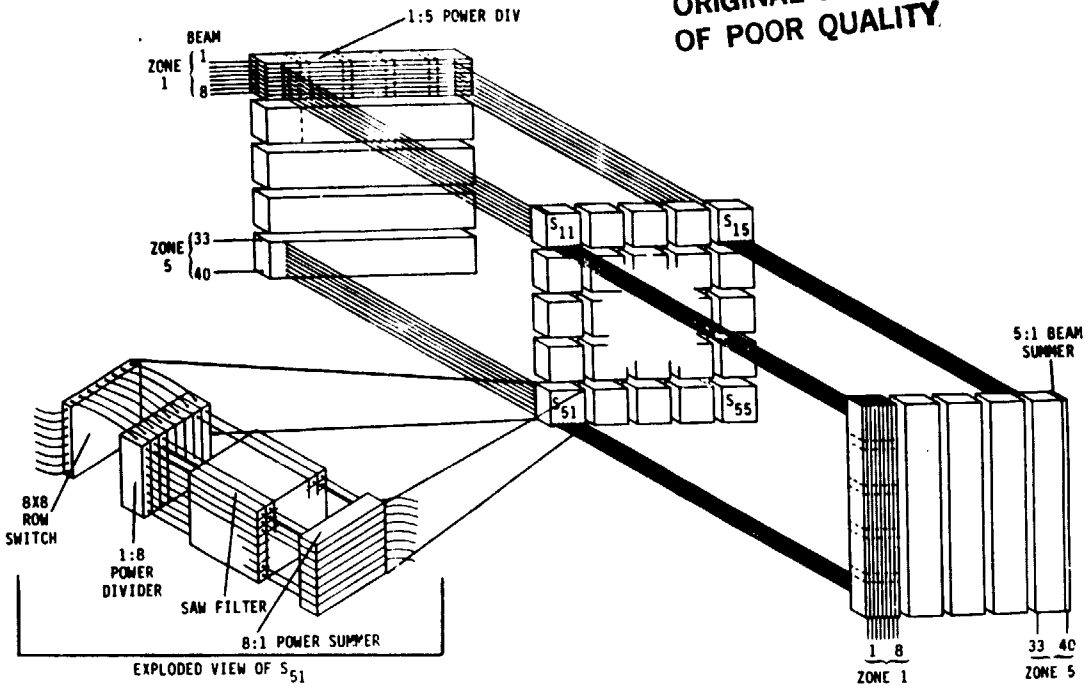 ORIGINAL
OF POOR QUALITY
1:5 POWER DIV
BEAM
ZONE 1
1
8
ZONE 5
33
40
S11
S15
S51
S55
5:1 BEAM
SUMMER
8X8
ROW
SWITCH
1:8
POWER
DIVIDER
SAW FILTER
8:1 POWER SUMMER
EXPLODED VIEW OF S51
1 8
ZONE 1
33 40
ZONE 5